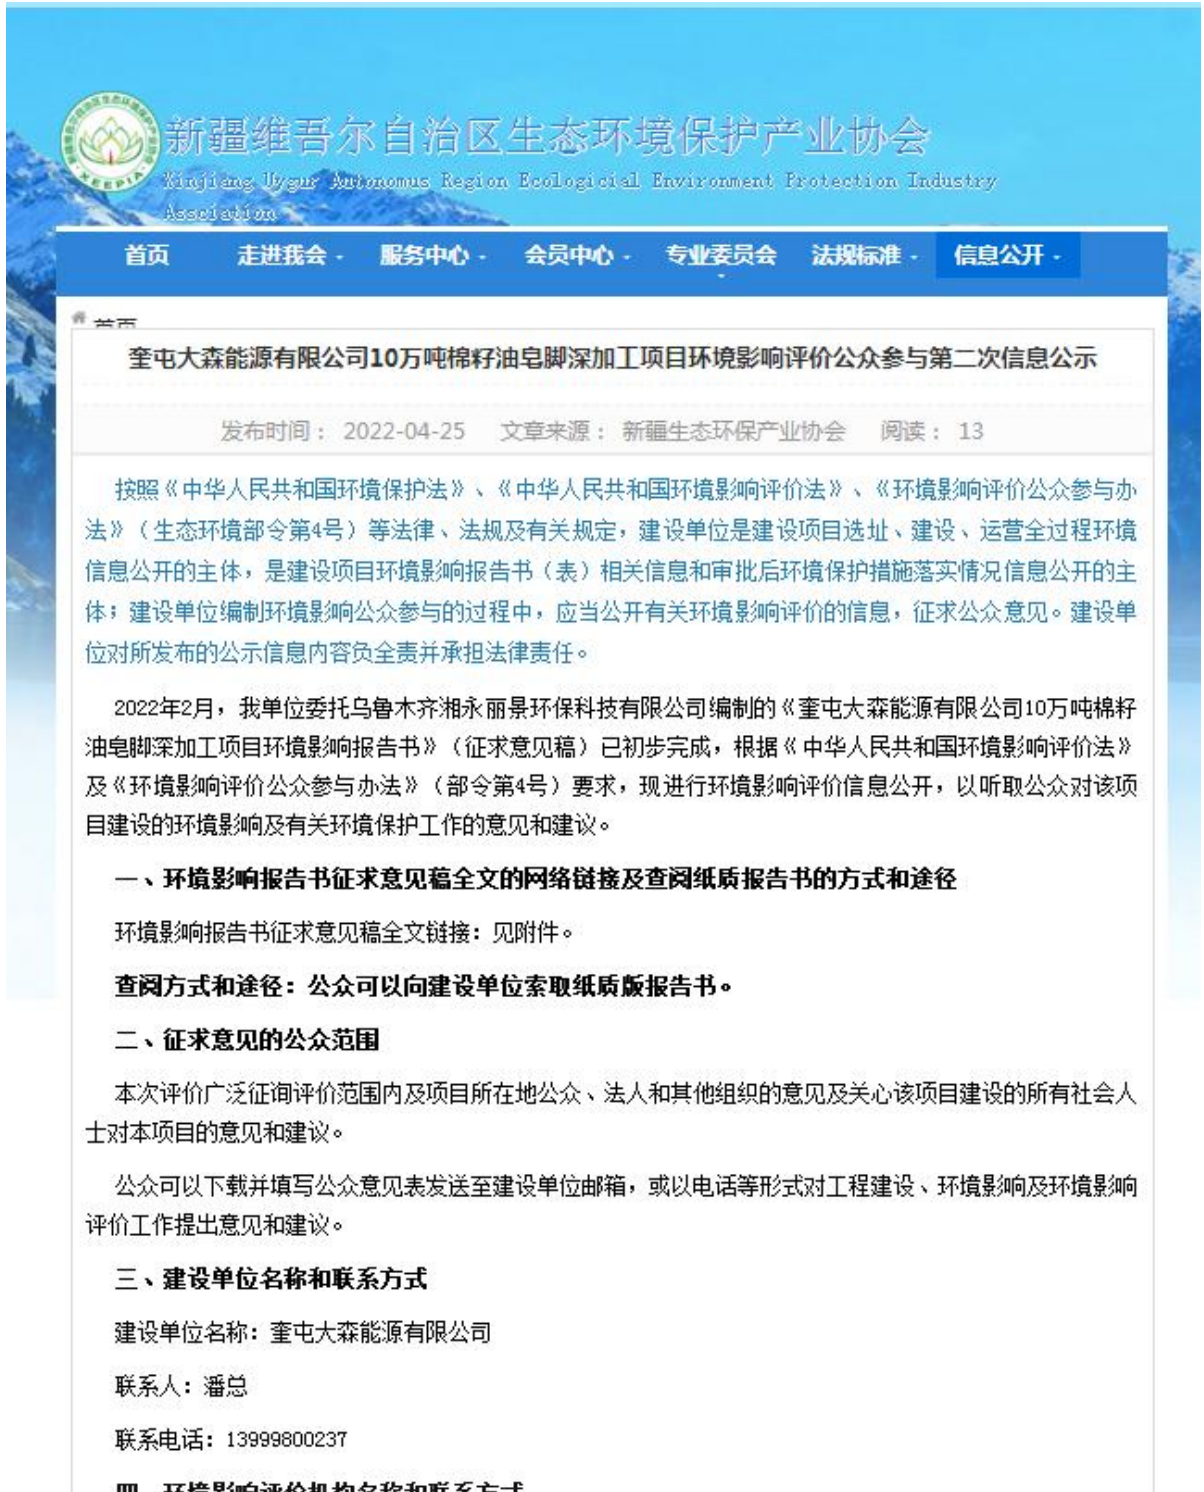 新疆维吾尔自治区生态环境保护产业协会
Xinjiang Uygur Autonomus Region Ecologicial Environment Protection Industry
Assciation
XEEPIA
首页 走进我会 服务中心 会员中心 专业委员会 法规标准 信息公开
首页
奎屯大森能源有限公司10万吨棉籽油皂脚深加工项目环境影响评价公众参与第二次信息公示
发布时间： 2022-04-25 文章来源： 新疆生态环保产业协会 阅读： 13
按照《中华人民共和国环境保护法》、《中华人民共和国环境影响评价法》、《环境影响评价公众参与办
法》（生态环境部令第4号）等法律、法规及有关规定，建设单位是建设项目选址、建设、运营全过程环境
信息公开的主体，是建设项目环境影响报告书（表）相关信息和审批后环境保护措施落实情况信息公开的主
体；建设单位编制环境影响公众参与的过程中，应当公开有关环境影响评价的信息，征求公众意见。建设单
位对所发布的公示信息内容负全责并承担法律责任。
2022年2月，我单位委托乌鲁木齐湘永丽景环保科技有限公司编制的《奎屯大森能源有限公司10万吨棉籽
油皂脚深加工项目环境影响报告书》（征求意见稿）已初步完成，根据《中华人民共和国环境影响评价法》
及《环境影响评价公众参与办法》（部令第4号）要求，现进行环境影响评价信息公开，以听取公众对该项
目建设的环境影响及有关环境保护工作的意见和建议。
一、环境影响报告书征求意见稿全文的网络链接及查阅纸质报告书的方式和途径
环境影响报告书征求意见稿全文链接：见附件。
查阅方式和途径：公众可以向建设单位索取纸质版报告书。
二、征求意见的公众范围
本次评价广泛征询评价范围内及项目所在地公众、法人和其他组织的意见及关心该项目建设的所有社会人
士对本项目的意见和建议。
公众可以下载并填写公众意见表发送至建设单位邮箱，或以电话等形式对工程建设、环境影响及环境影响
评价工作提出意见和建议。
三、建设单位名称和联系方式
建设单位名称：奎屯大森能源有限公司
联系人：潘总
联系电话：13999800237
四、环境影响评价机构名称和联系方式